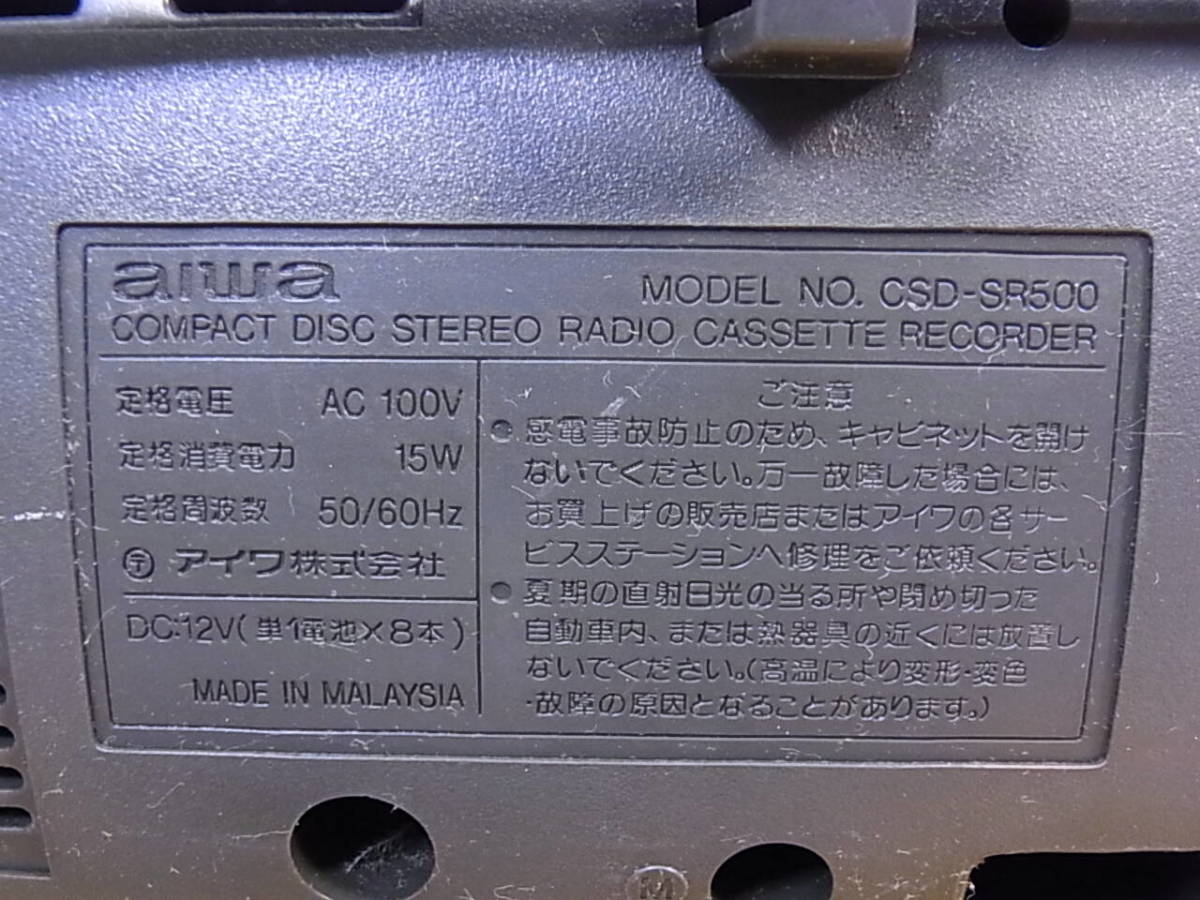 aiwa
MODEL NO. CSD-SR500
COMPACT DISC STEREO RADIO CASSETTE RECORDER
定格電圧 AC 100V
定格消費電力 15W
定格周波数 50/60Hz
〶 アイワ株式会社
DC:12V(単1電池×8本)
MADE IN MALAYSIA
ご注意
● 感電事故防止のため、キャビネットを開け
ないでください。万一故障した場合には、
お買上げの販売店またはアイワの各サー
ビスステーションへ修理をご依頼ください。
● 夏期の直射日光の当る所や閉め切った
自動車内、または熱器具の近くには放置し
ないでください。(高温により変形・変色
・故障の原因となることがあります。)
M